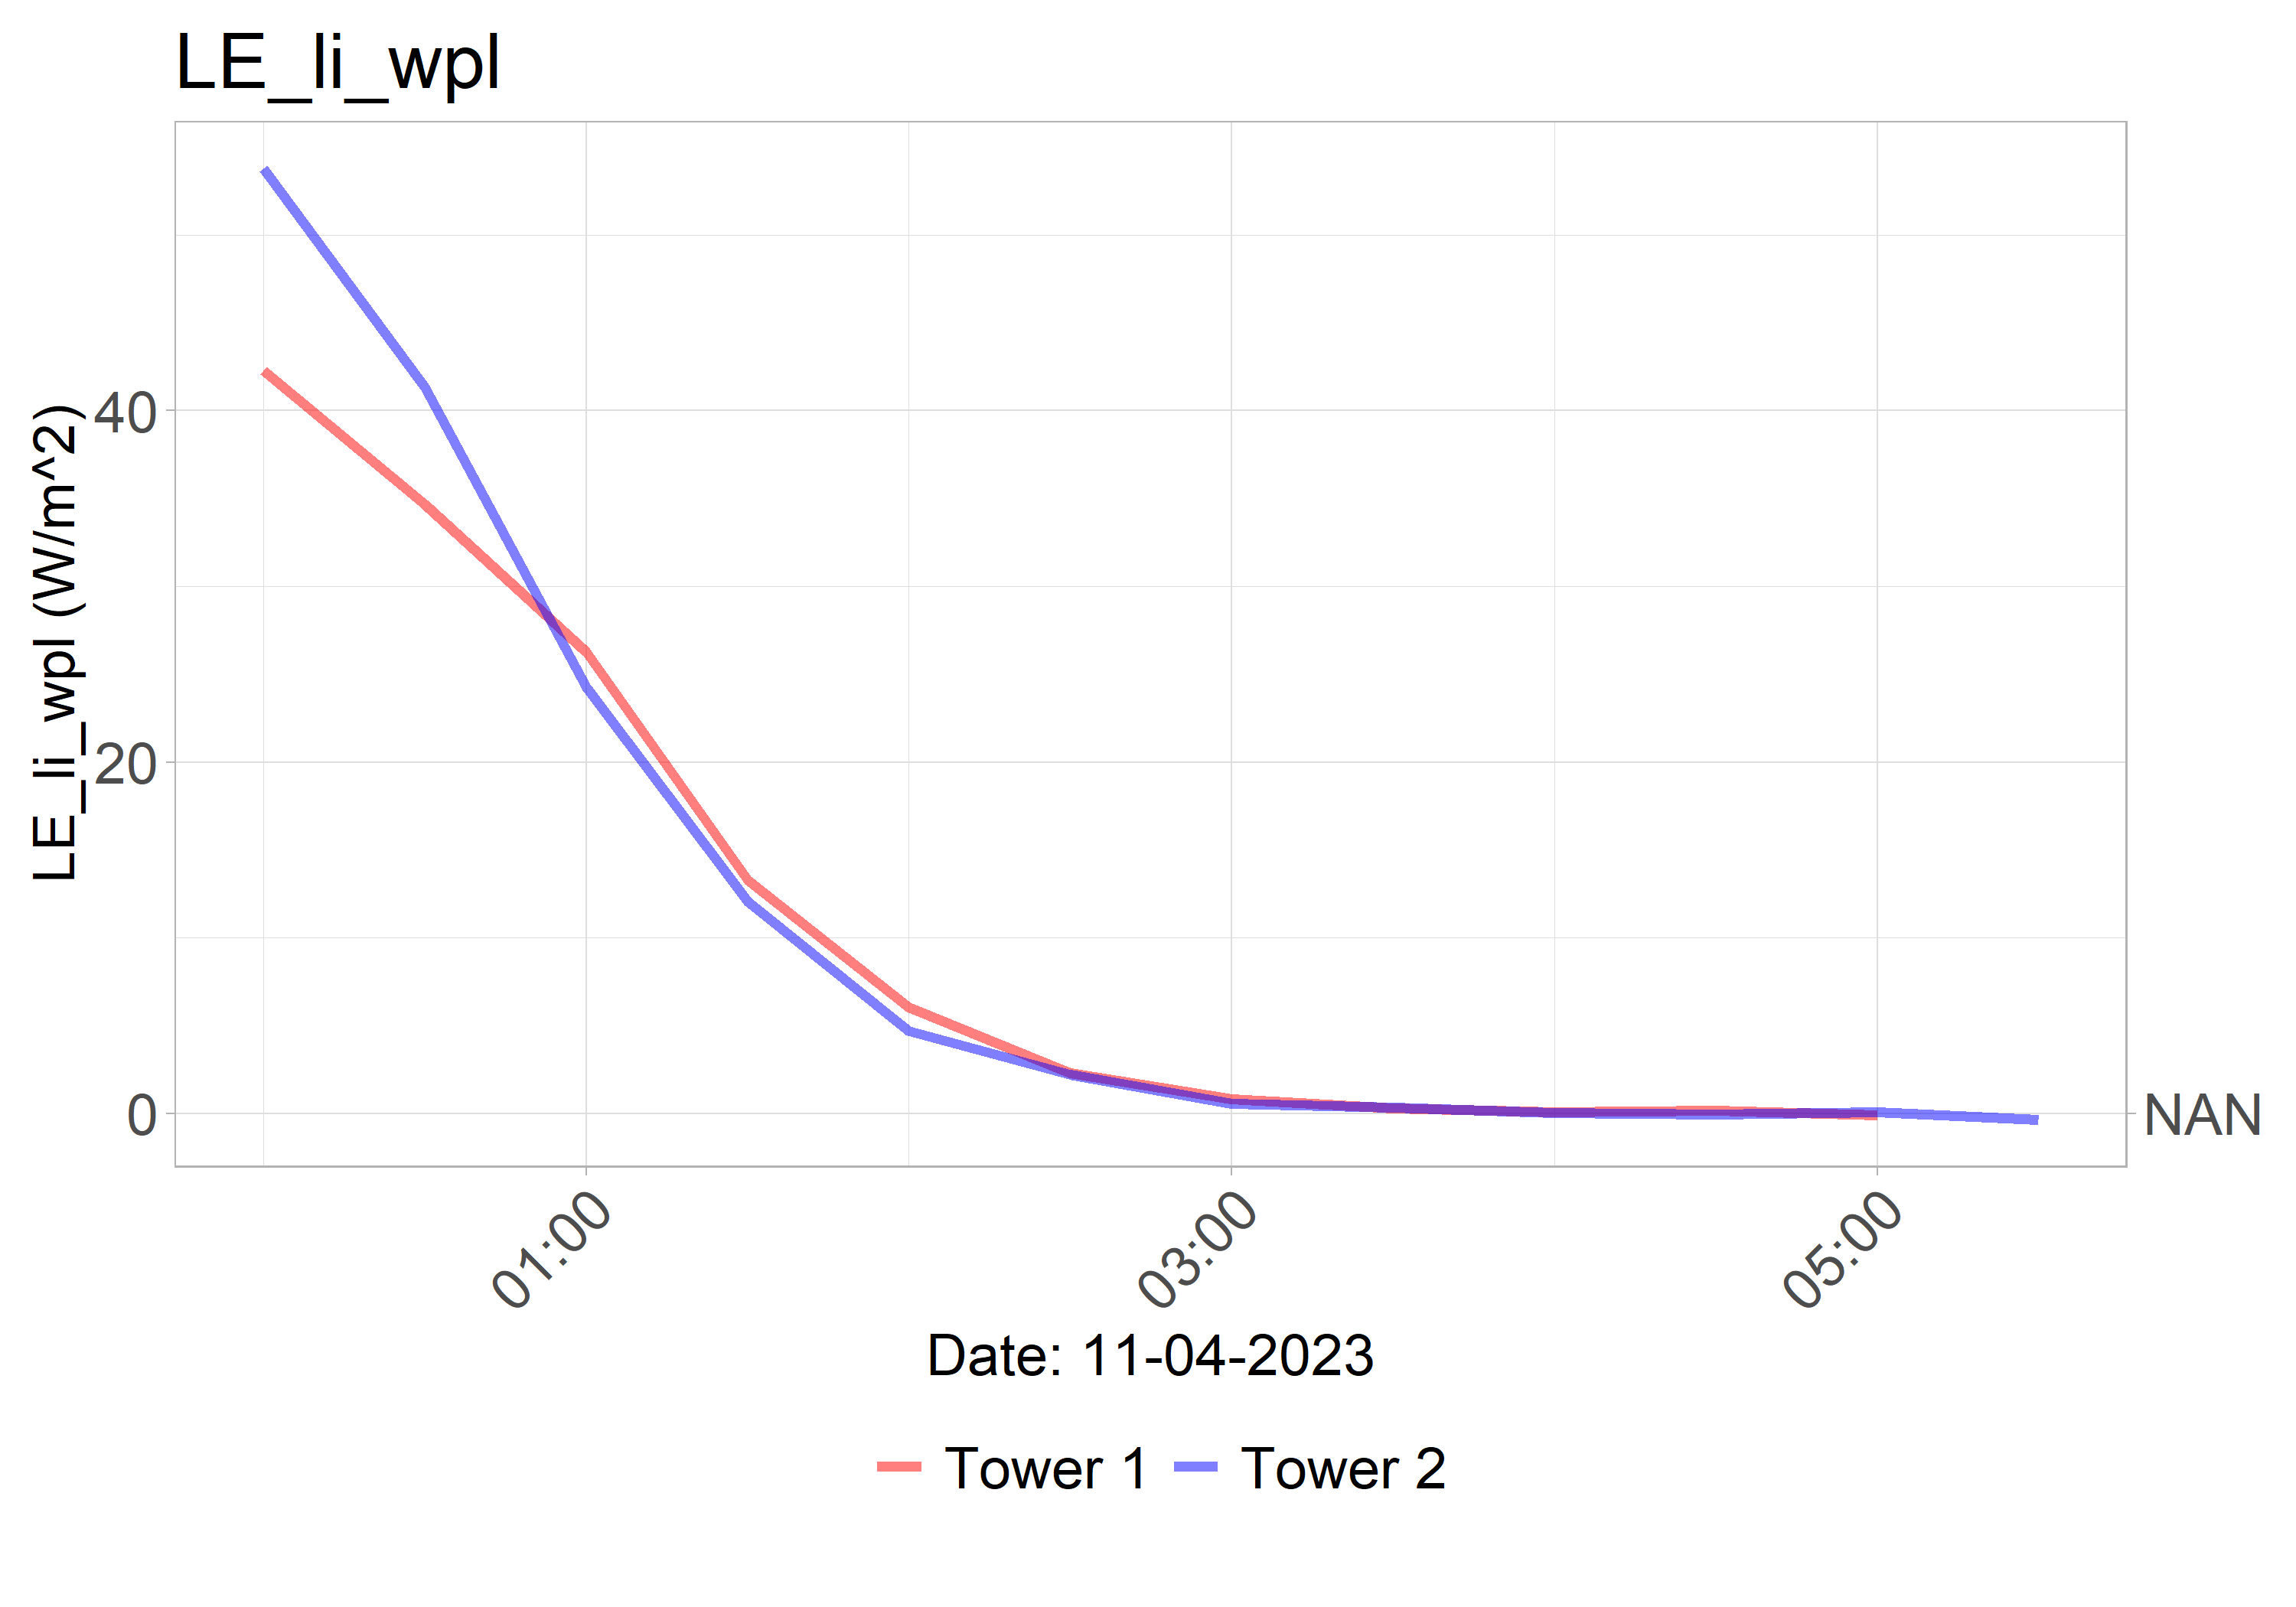 LE_li_wpl
LE_li_wpl (W/m^2)
40
20
0
NAN
01:00
03:00
05:00
Date: 11-04-2023
Tower 1
Tower 2